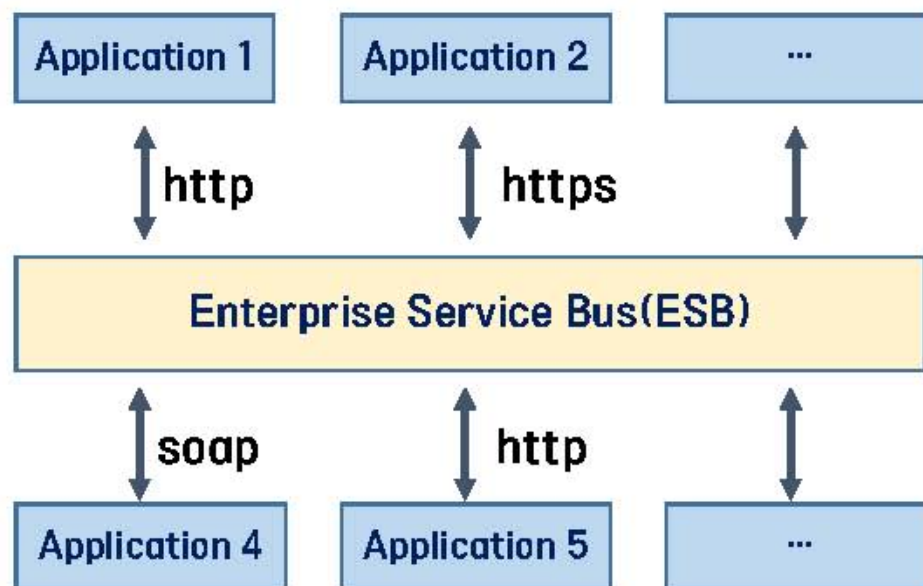 Application 1
Application 2
...
http
https
Enterprise Service Bus(ESB)
soap
http
Application 4
Application 5
...